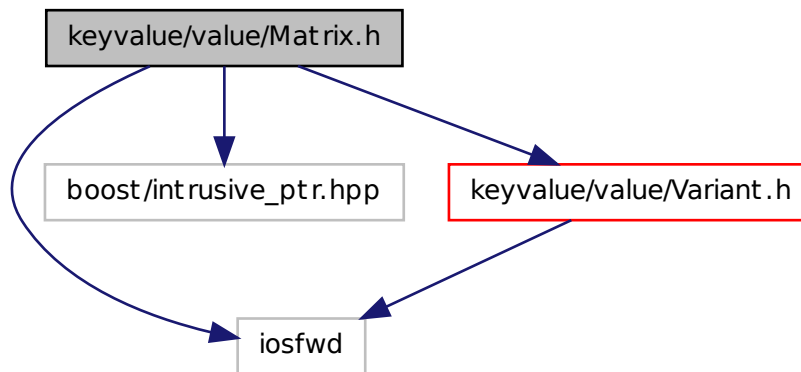 keyvalue/value/Matrix.h
boost/intrusive_ptr.hpp
keyvalue/value/Variant.h
iosfwd